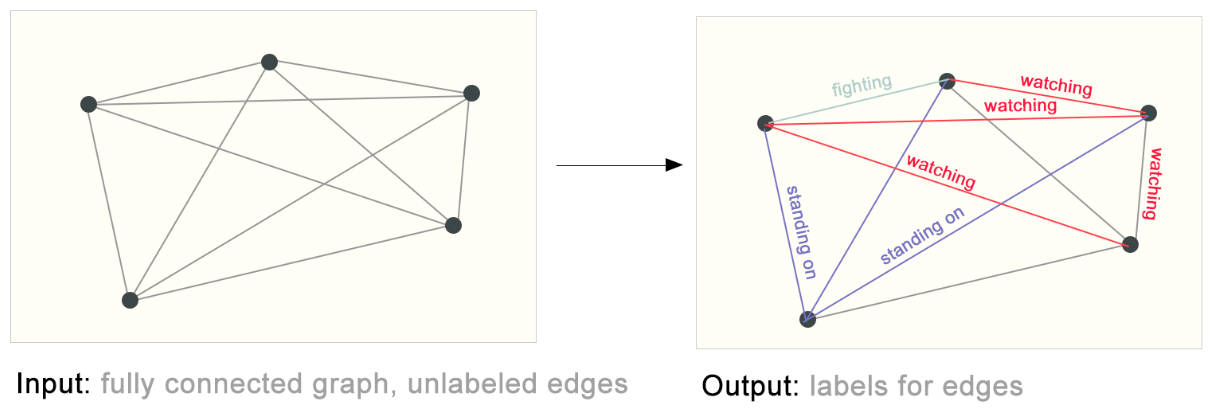 fighting
watching
watching
watching
watching
standing on
standing on
Input: fully connected graph, unlabeled edges
Output: labels for edges